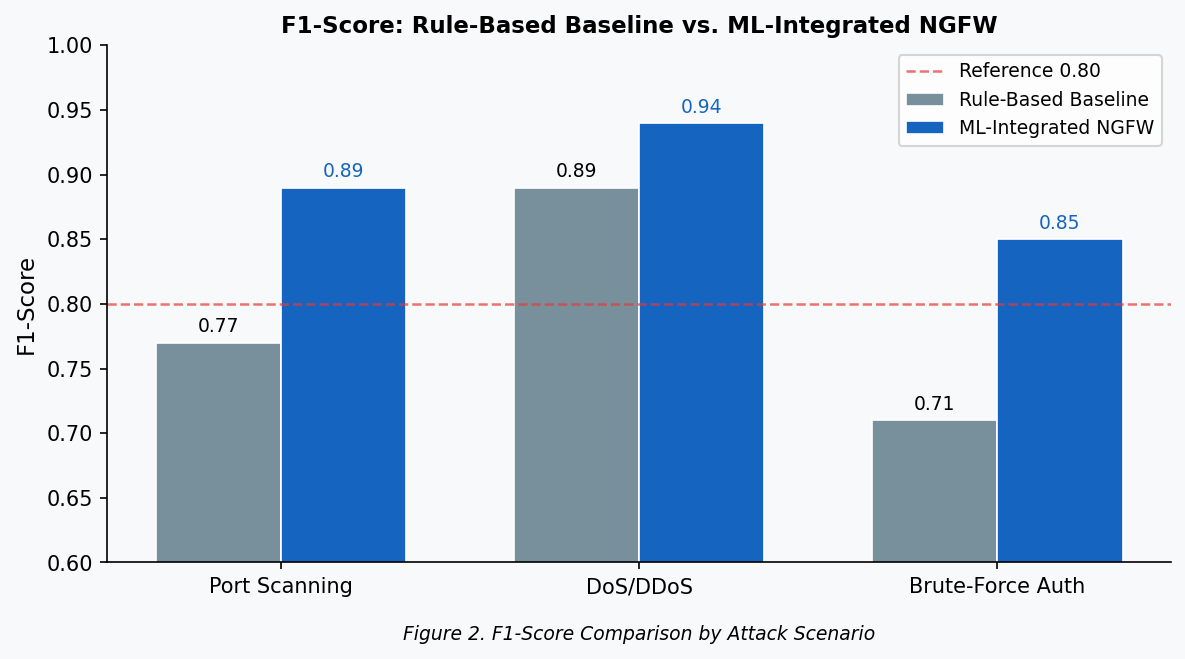 F1-Score: Rule-Based Baseline vs. ML-Integrated NGFW
1.00
0.95
0.90
0.85
0.80
0.75
0.70
0.65
0.60
F1-Score
Reference 0.80
Rule-Based Baseline
ML-Integrated NGFW
0.77
0.89
0.89
0.94
0.71
0.85
Port Scanning
DoS/DDoS
Brute-Force Auth
Figure 2. F1-Score Comparison by Attack Scenario